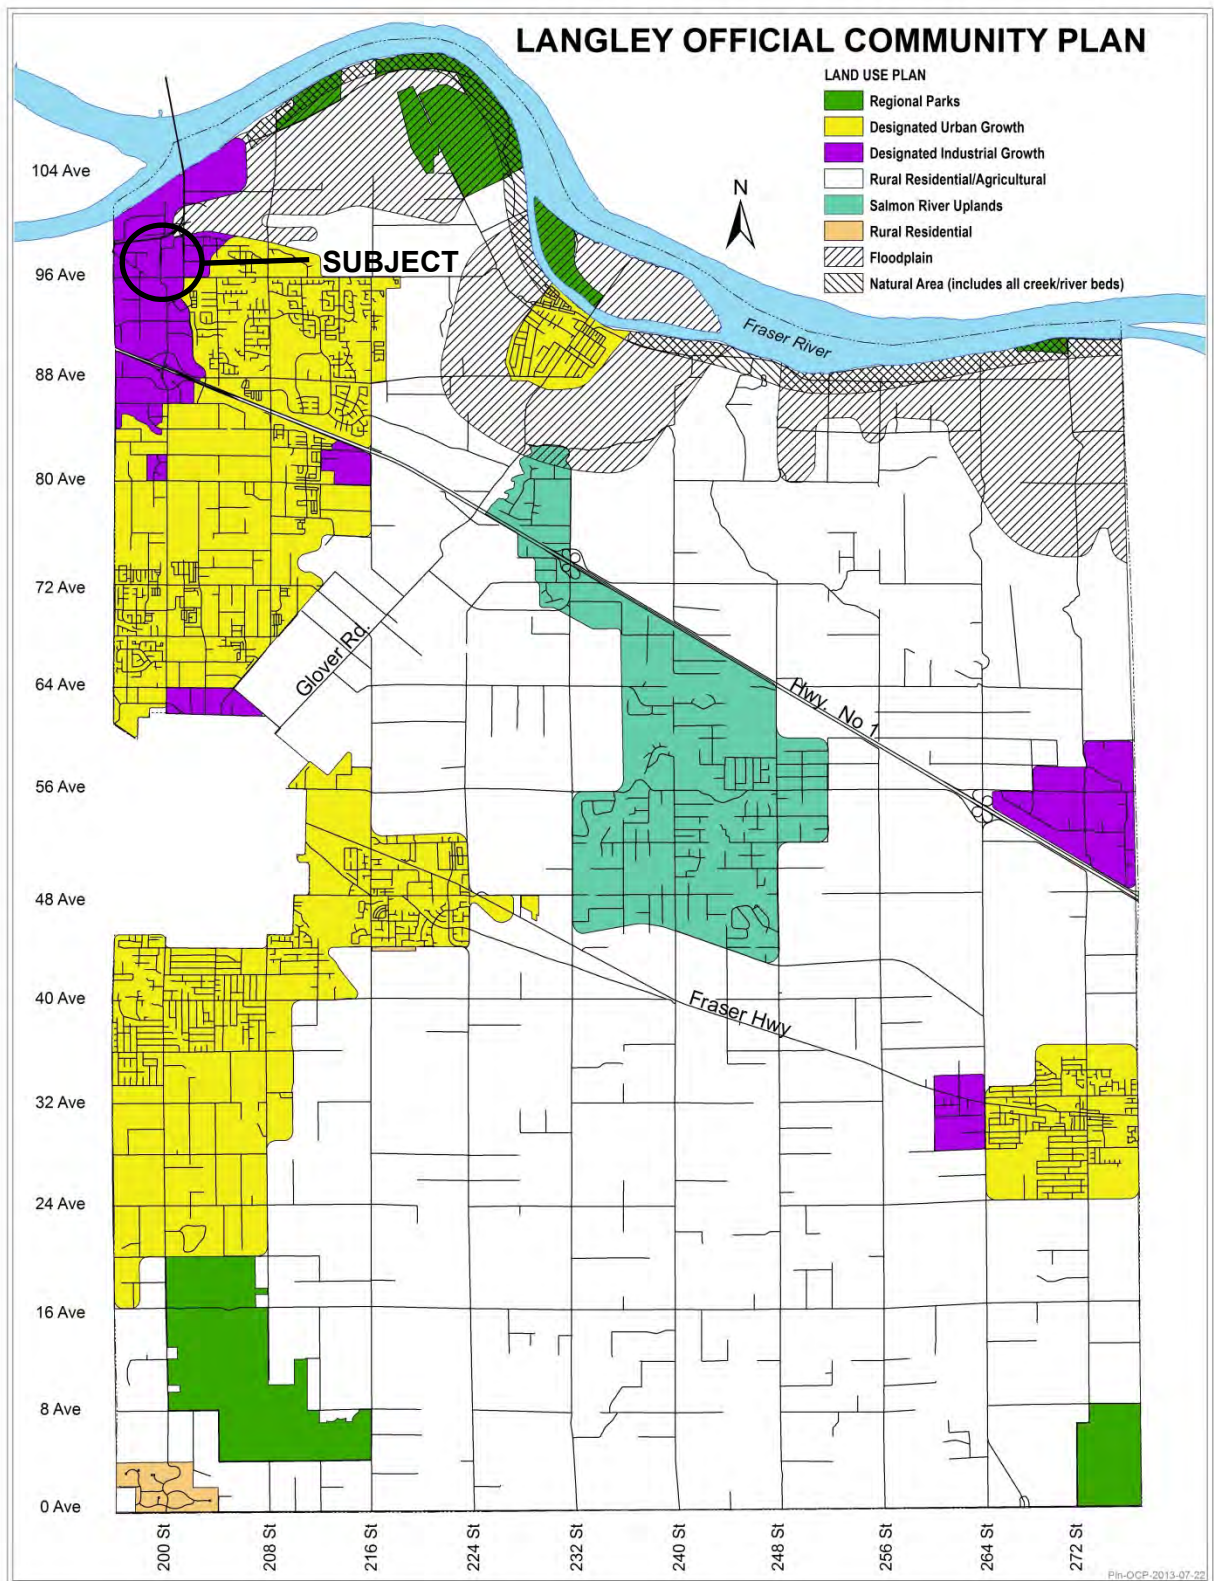 LANGLEY OFFICIAL COMMUNITY PLAN
LAND USE PLAN
Regional Parks
Designated Urban Growth
Designated Industrial Growth
Rural Residential/Agricultural
Salmon River Uplands
Rural Residential
Floodplain
Natural Area (includes all creek/river beds)
N
104 Ave
SUBJECT
96 Ave
Fraser River
88 Ave
80 Ave
72 Ave
Glover Rd.
64 Ave
Hwy. No 1
56 Ave
48 Ave
40 Ave
Fraser Hwy
32 Ave
24 Ave
16 Ave
8 Ave
0 Ave
200 St
208 St
216 St
224 St
232 St
240 St
248 St
256 St
264 St
272 St
Pln-OCP-2013-07-22